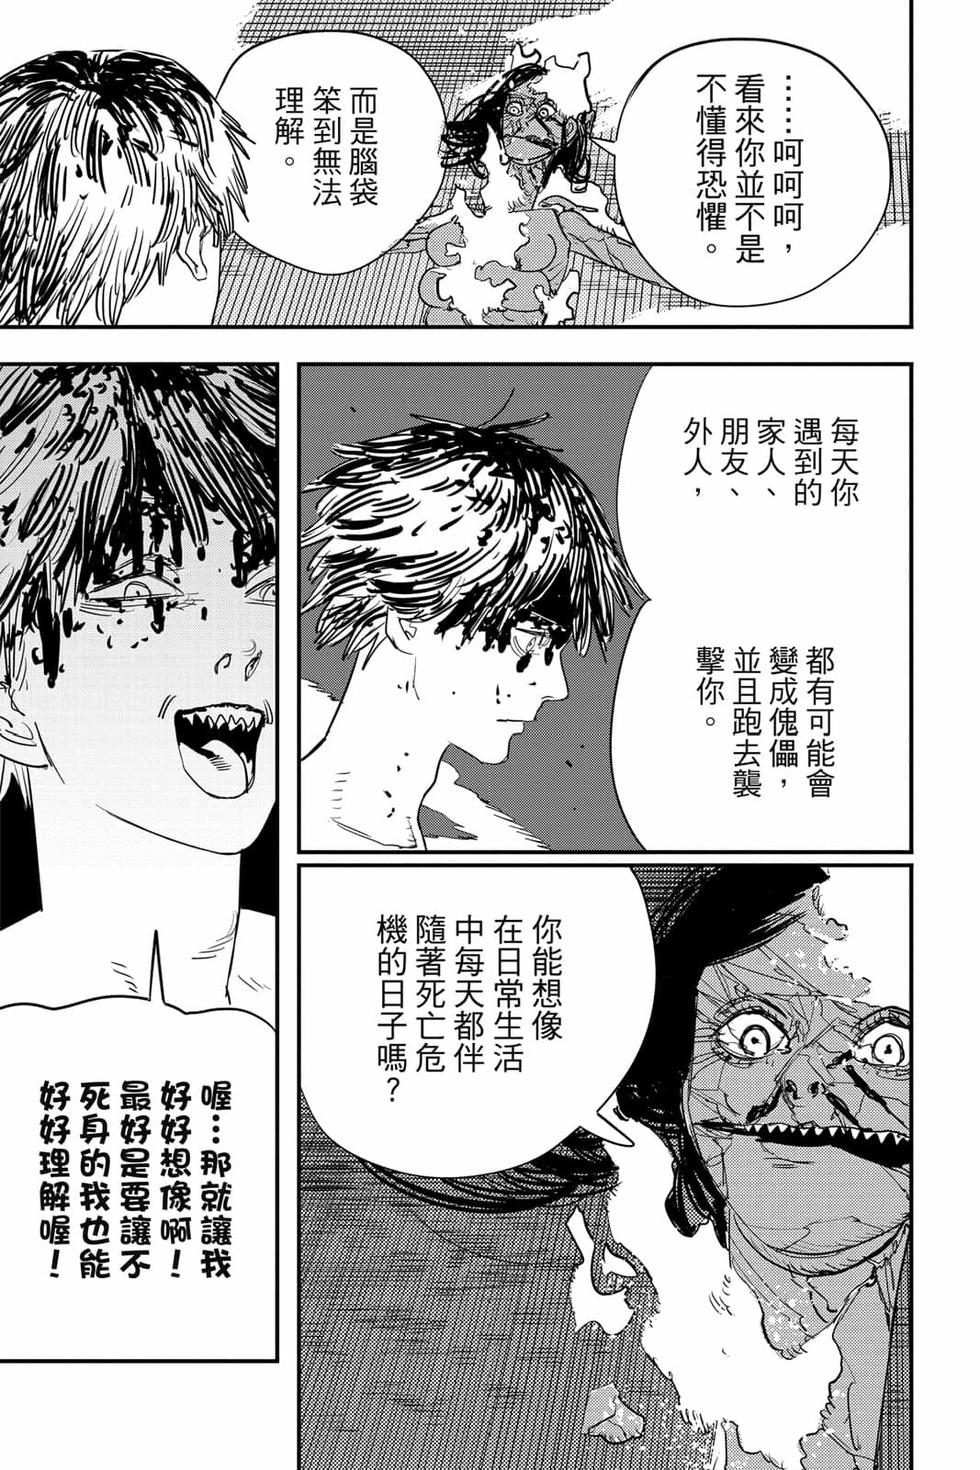 ……呵呵呵，
看來你並不是
不懂得恐懼。
而是腦袋
笨到無法
理解。
每天你
遇到的
家人、
朋友、
外人，
都有可能會
變成傀儡，
並且跑去襲
擊你。
你能想像
在日常生活
中每天都伴
隨著死亡危
機的日子嗎？
喔…那就讓我
好好想像啊！
最好是要讓不
死身的我也能
好好理解喔！